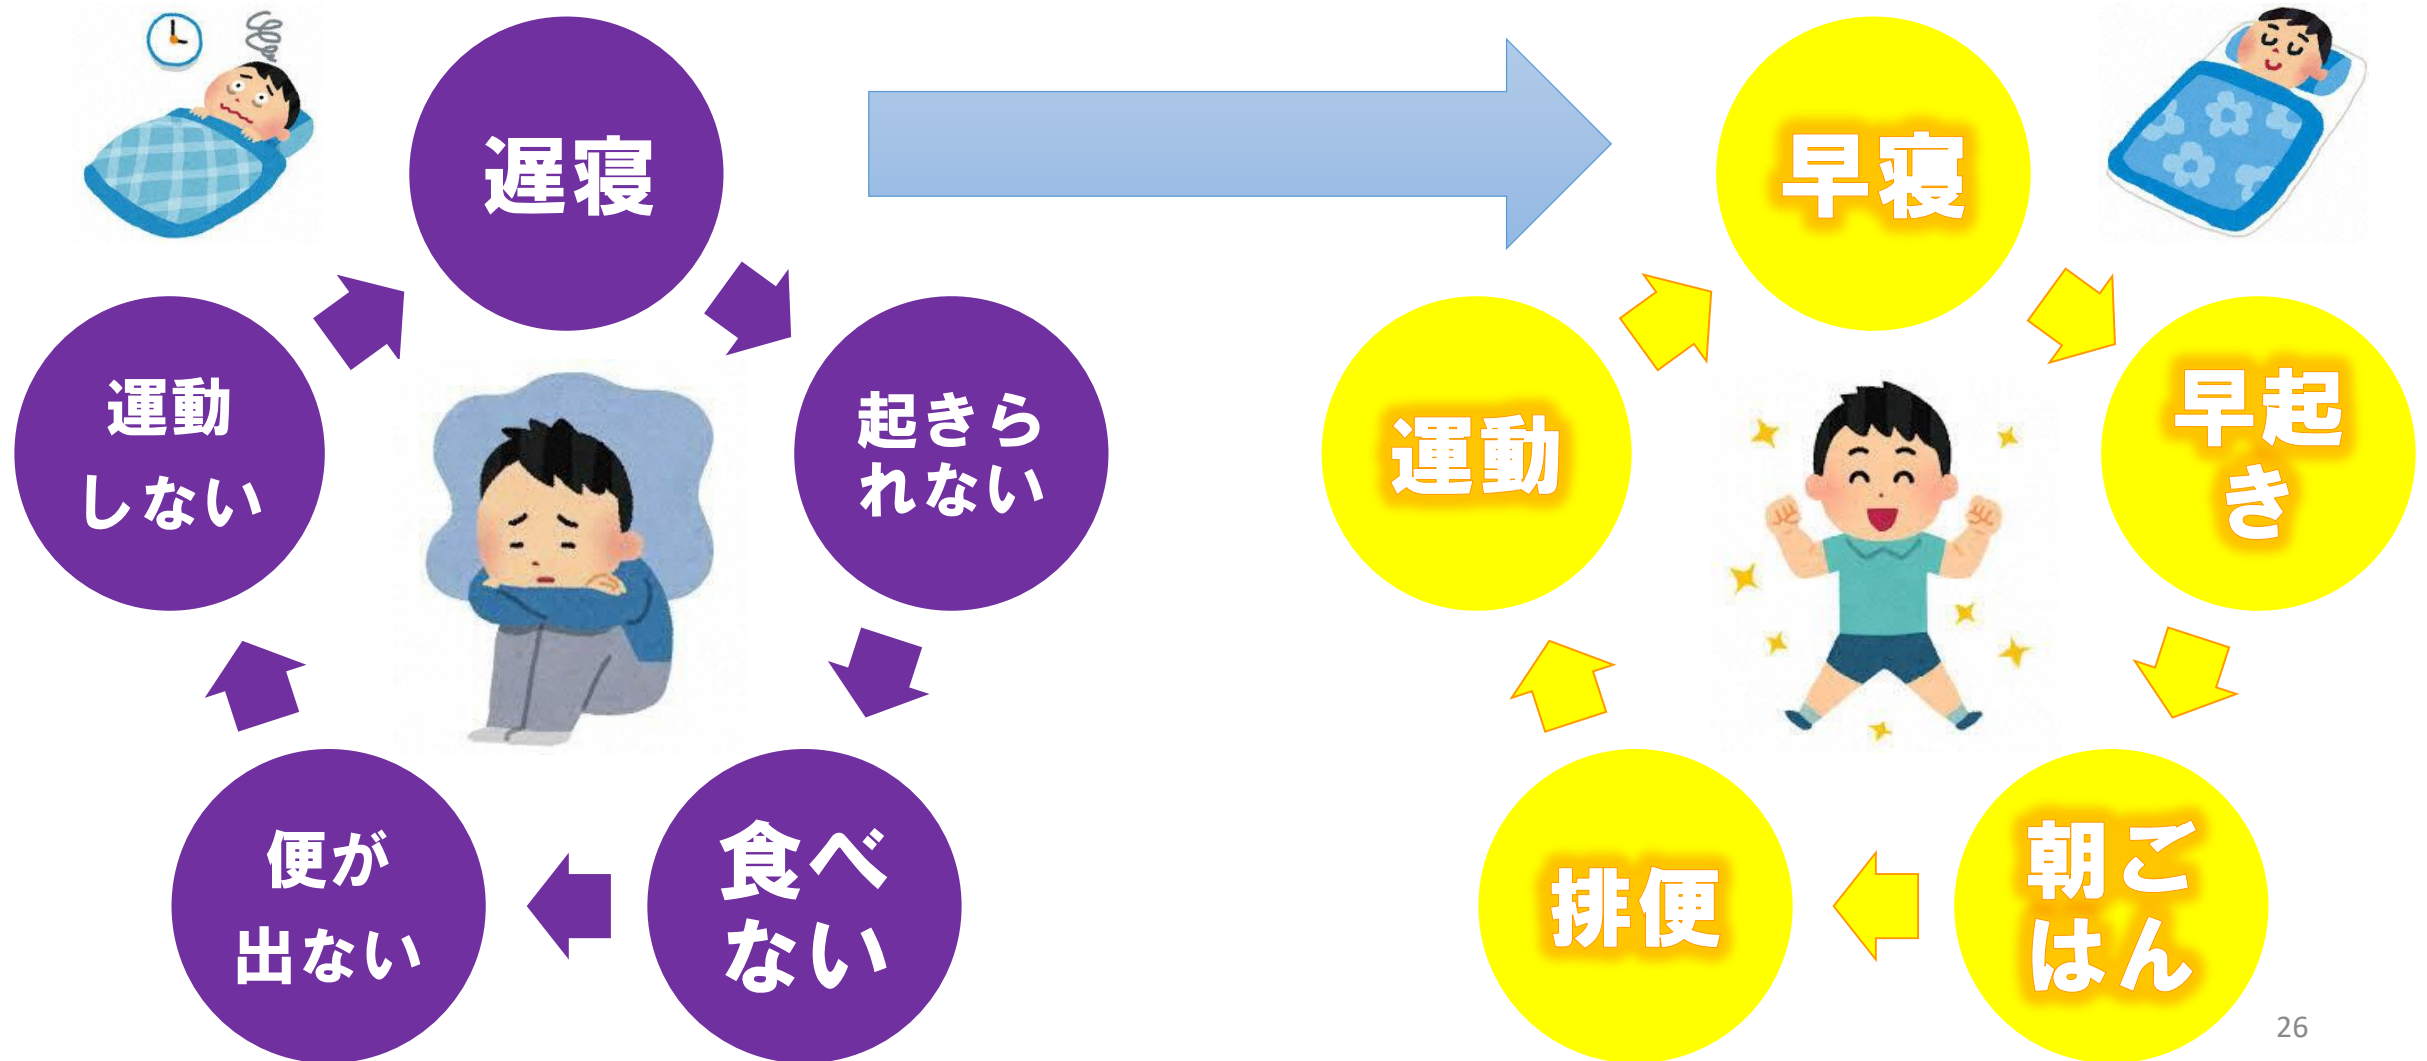 遅寝
起きら
れない
食べ
ない
便が
出ない
運動
しない
早寝
早起
き
朝ご
はん
排便
運動
26